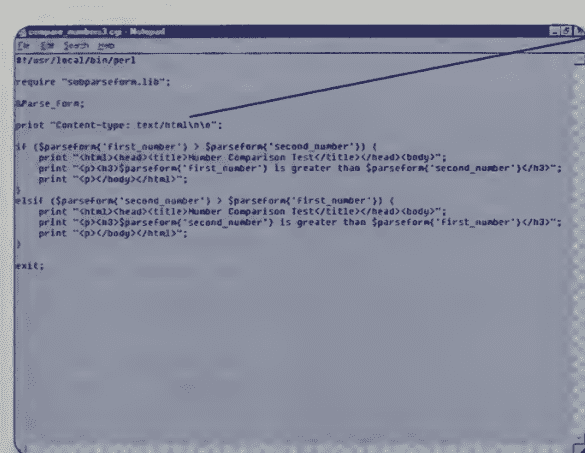 compare_numbers3.cgi - Notepad
File Edit Search Help
#!/usr/local/bin/perl
require "subparseform.lib";
&Parse_Form;
print "Content-type: text/html\n\n";
if ($parseform{'first_number'} > $parseform{'second_number'}) {
print "<html><head><title>Number Comparison Test</title></head><body>";
print "<p><h3>$parseform{'first_number'} is greater than $parseform{'second_number'}</h3>";
print "<p></body></html>";
}
elsif ($parseform{'second_number'} > $parseform{'first_number'}) {
print "<html><head><title>Number Comparison Test</title></head><body>";
print "<p><h3>$parseform{'second_number'} is greater than $parseform{'first_number'}</h3>";
print "<p></body></html>";
}
exit;